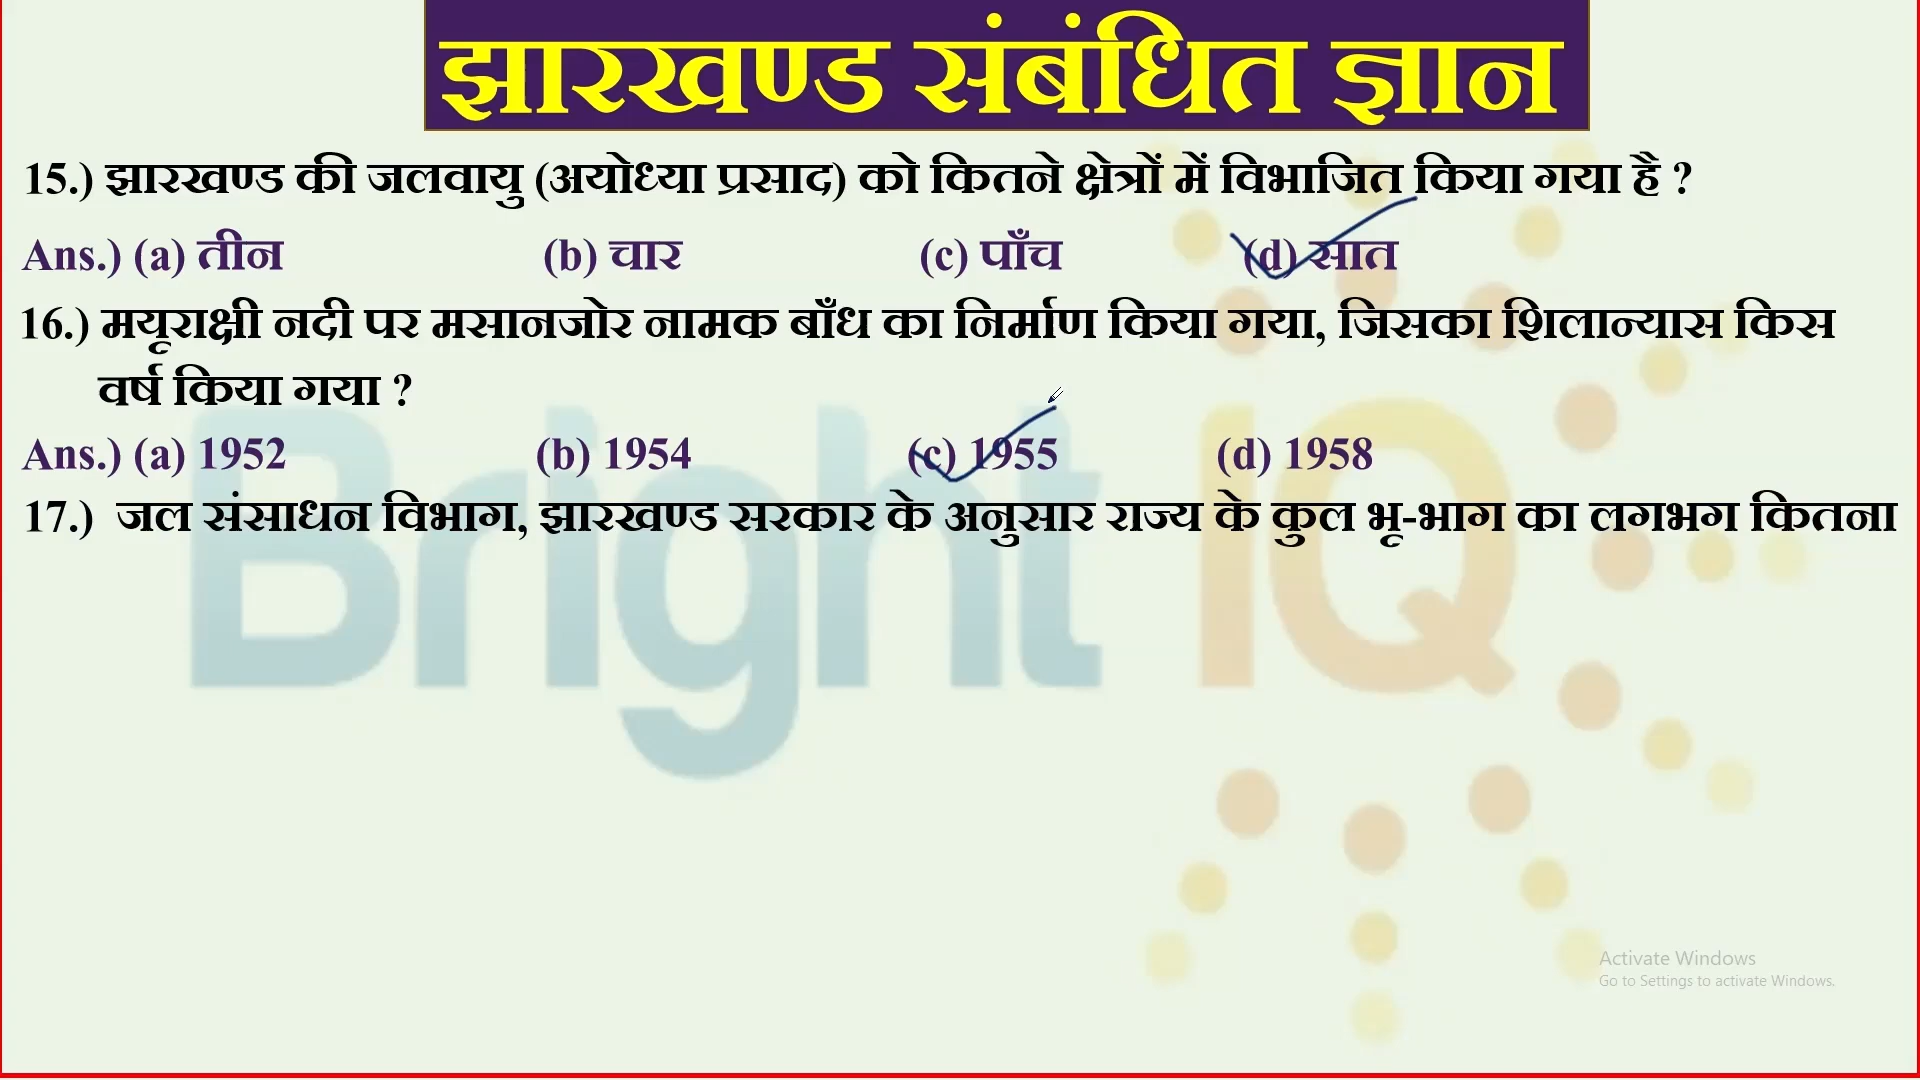 झारखण्ड संबंधित ज्ञान
15.) झारखण्ड की जलवायु (अयोध्या प्रसाद) को कितने क्षेत्रों में विभाजित किया गया है ?
Ans.) (a) तीन (b) चार (c) पाँच (d) सात
16.) मयूराक्षी नदी पर मसानजोर नामक बाँध का निर्माण किया गया, जिसका शिलान्यास किस
वर्ष किया गया ?
Ans.) (a) 1952 (b) 1954 (c) 1955 (d) 1958
17.) जल संसाधन विभाग, झारखण्ड सरकार के अनुसार राज्य के कुल भू-भाग का लगभग कितना
Bright IQ
Activate Windows
Go to Settings to activate Windows.